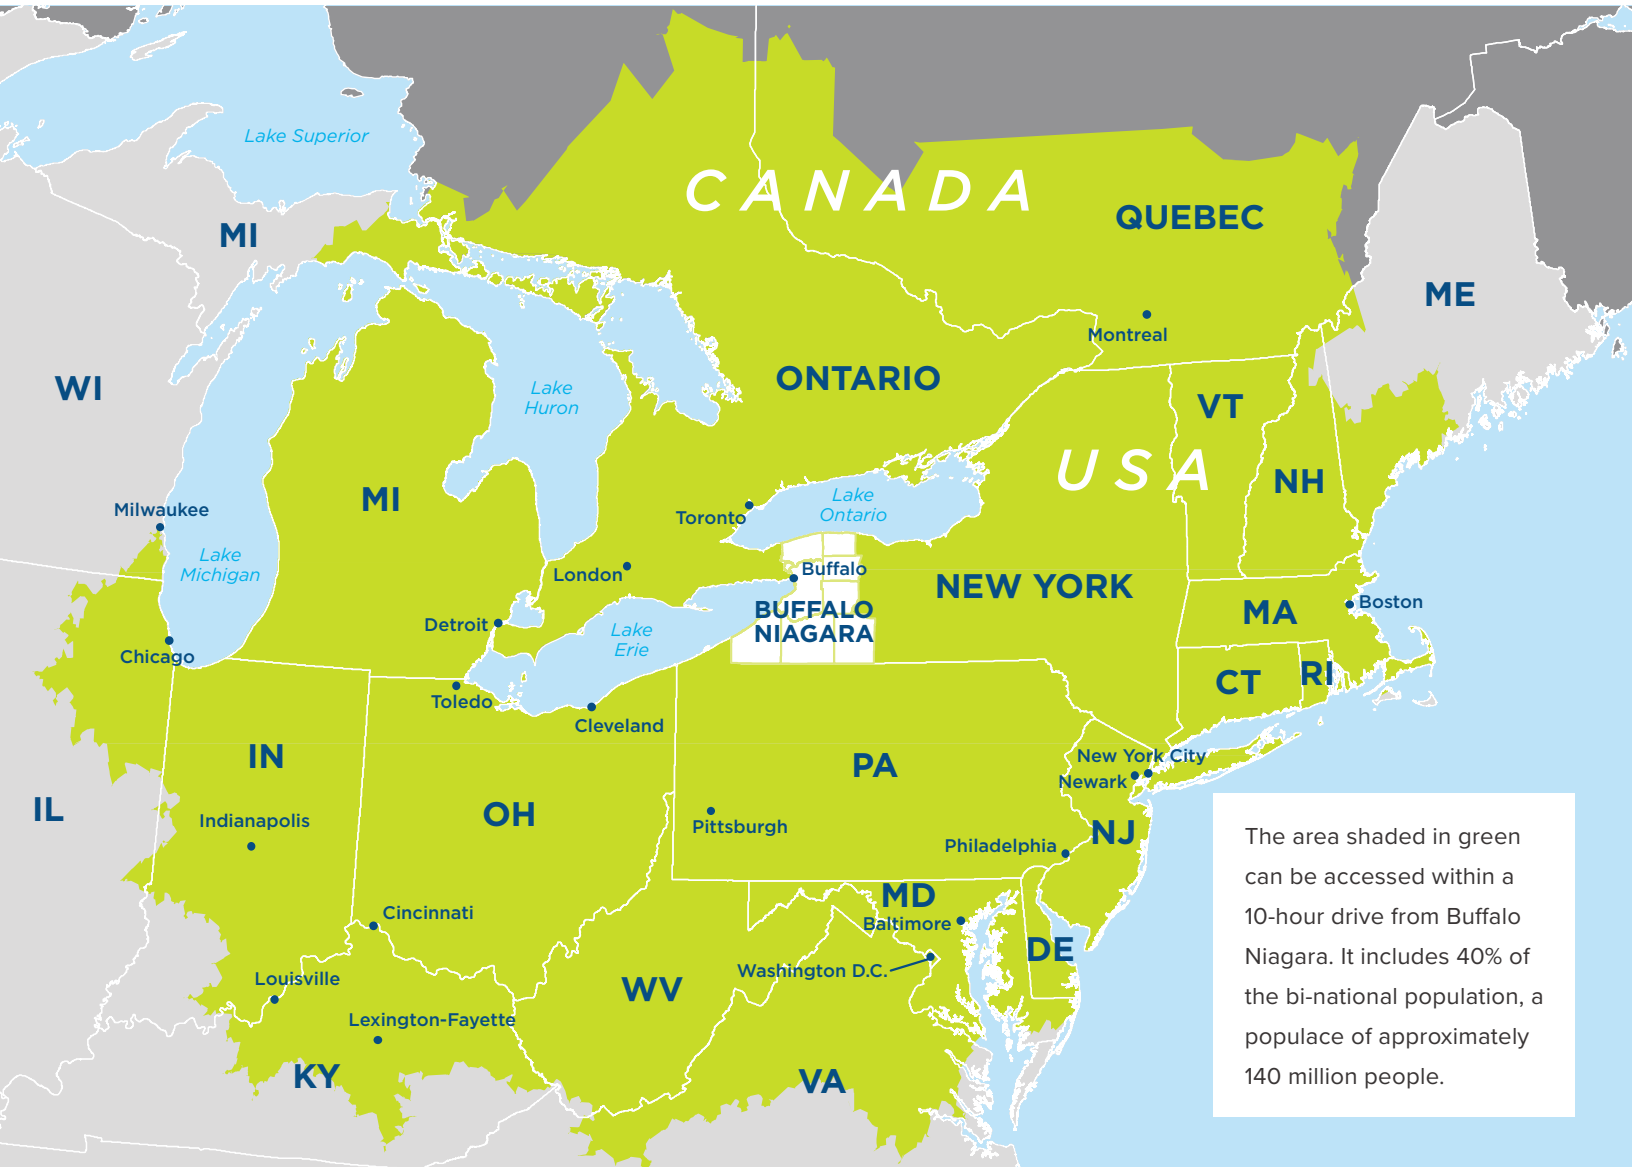 Lake Superior
CANADA
MI
QUEBEC
ME
Montreal
WI
Lake
Huron
ONTARIO
VT
USA
NH
MI
Milwaukee
Toronto
Lake
Ontario
Lake
Michigan
London
Buffalo
BUFFALO
NIAGARA
NEW YORK
MA
Boston
Detroit
Lake
Erie
Chicago
CT
RI
Toledo
Cleveland
IN
PA
New York City
Newark
IL
Indianapolis
OH
Pittsburgh
Philadelphia
NJ
MD
Baltimore
Cincinnati
DE
Washington D.C.
Louisville
WV
Lexington-Fayette
KY
VA
The area shaded in green
can be accessed within a
10-hour drive from Buffalo
Niagara. It includes 40% of
the bi-national population, a
populace of approximately
140 million people.